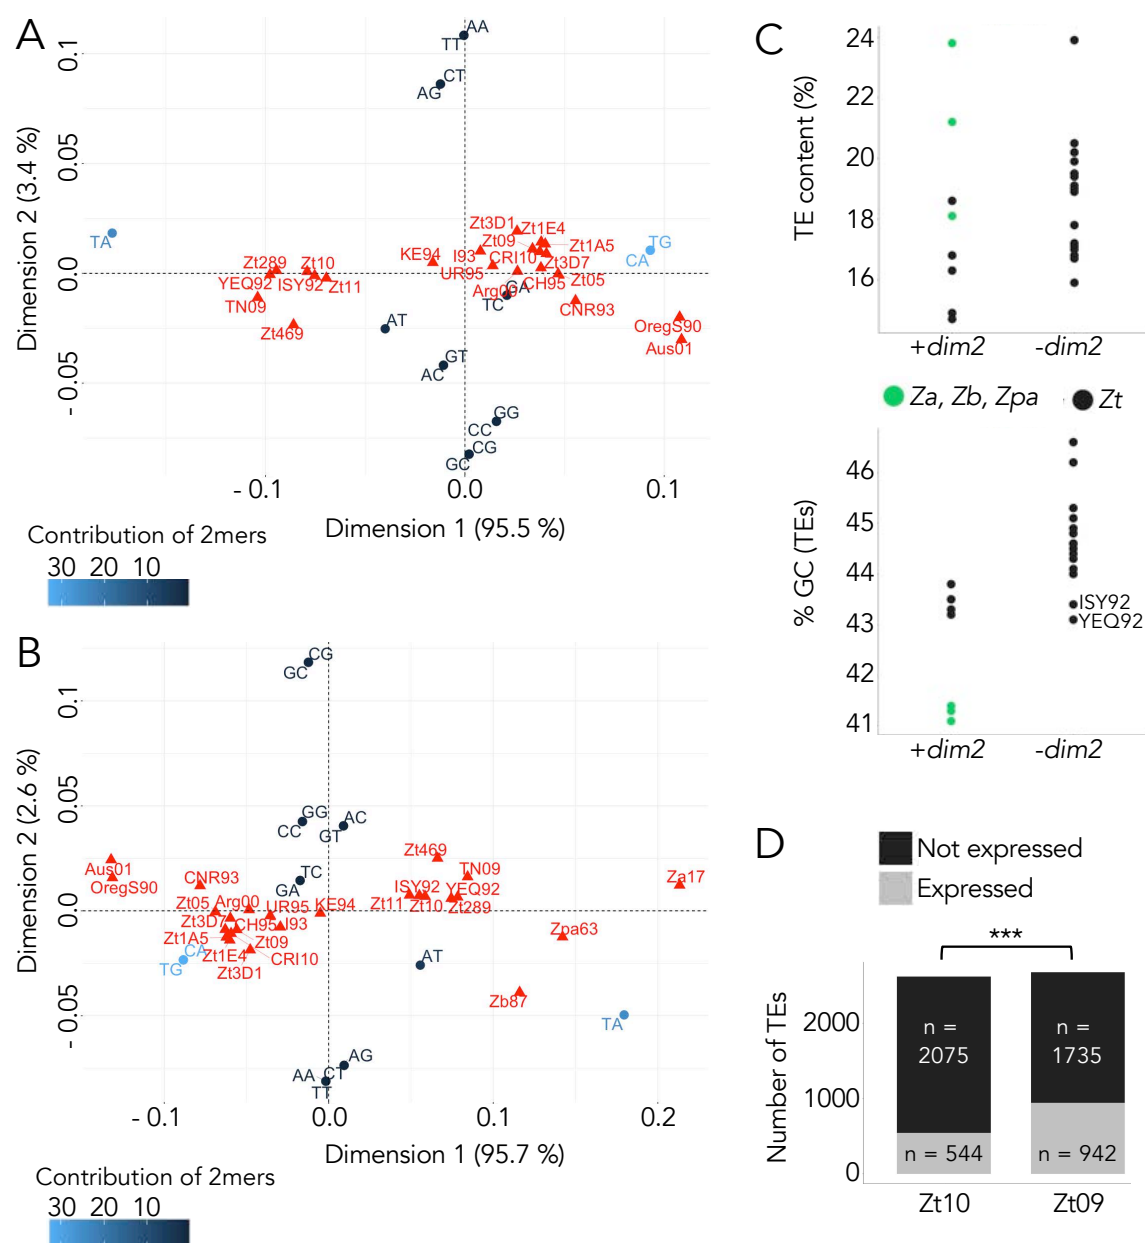 A
0.1
0.05
0.0
- 0.05
Dimension 2 (3.4 %)
AA
TT
CT
AG
TA
TG
CA
Zt3D1
Zt1E4
Zt09
Zt1A5
KE94
I93
CRI10
UR95
Zt3D7
Zt289
Zt10
YEQ92
ISY92
Zt11
TN09
Zt469
Arg00
GA
CH95
Zt05
TC
CNR93
OregS90
Aus01
AT
GT
AC
GG
CC
CG
GC
- 0.1
0.0
0.1
Dimension 1 (95.5 %)
Contribution of 2mers
30 20 10
B
0.1
0.05
0.0
- 0.05
Dimension 2 (2.6 %)
CG
GC
GG
CC
AC
GT
TC
GA
Aus01
OregS90
CNR93
Zt469
TN09
Za17
ISY92
YEQ92
Zt11
Zt10
Zt289
Zt05
Arg00
UR95
KE94
Zt3D7
CH95
I93
Zt1A5
Zt09
CA
Zt1E4
CRI10
TG
Zt3D1
Zpa63
AT
Zb87
TA
AG
AA
CT
TT
- 0.1
0.0
0.1
0.2
Dimension 1 (95.7 %)
Contribution of 2mers
30 20 10
C
24
22
20
18
16
TE content (%)
+dim2
-dim2
Za, Zb, Zpa
Zt
46
45
44
43
42
41
% GC (TEs)
ISY92
YEQ92
+dim2
-dim2
D
Not expressed
Expressed
***
2000
1000
0
Number of TEs
n =
2075
n =
1735
n = 544
n = 942
Zt10
Zt09